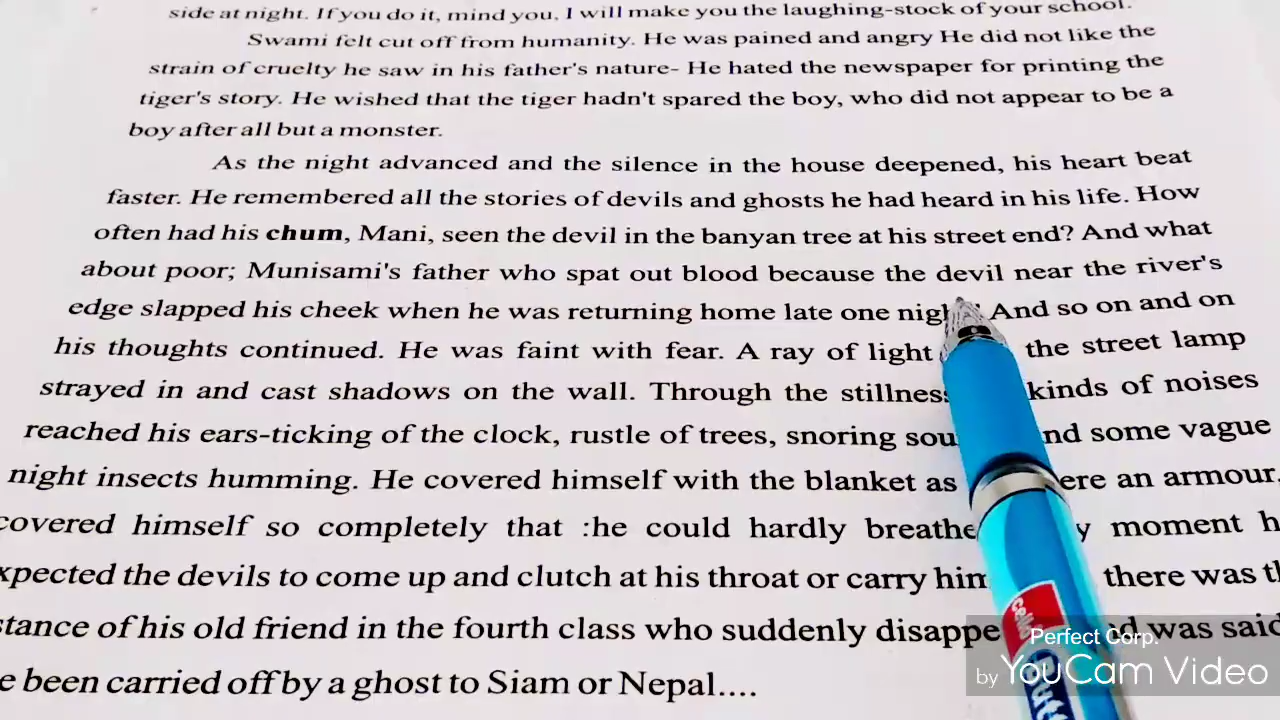 side at night. If you do it, mind you, I will make you the laughing-stock of your school.
Swami felt cut off from humanity. He was pained and angry He did not like the
strain of cruelty he saw in his father's nature- He hated the newspaper for printing the
tiger's story. He wished that the tiger hadn't spared the boy, who did not appear to be a
boy after all but a monster.
As the night advanced and the silence in the house deepened, his heart beat
faster. He remembered all the stories of devils and ghosts he had heard in his life. How
often had his chum, Mani, seen the devil in the banyan tree at his street end? And what
about poor; Munisami's father who spat out blood because the devil near the river's
edge slapped his cheek when he was returning home late one And so on and on
his thoughts continued. He was faint with fear. A ray of light the street lamp
strayed in and cast shadows on the wall. Through the stillness kinds of noises
reached his ears-ticking of the clock, rustle of trees, snoring some vague
night insects humming. He covered himself with the blanket as an armour,
covered himself so completely that :he could hardly breathe moment
the devils to come up and clutch at his throat or carry there was
of his old friend in the fourth class who suddenly was said
been carried off by a ghost to Siam or Nepal....
cello
Perfect Corp.
by YouCam Video